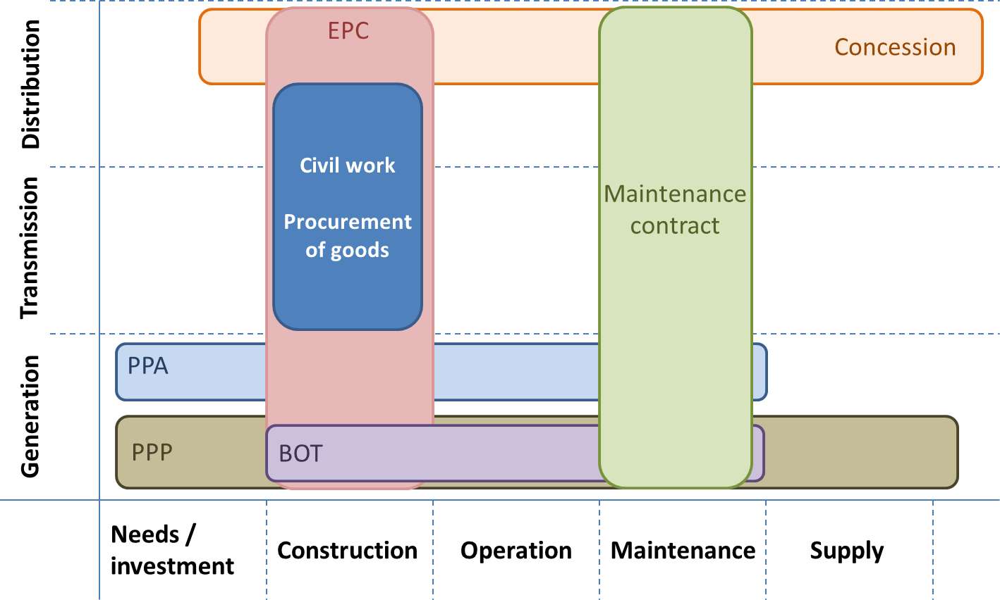 Distribution
EPC
Concession
Civil work
Procurement
of goods
Transmission
Maintenance
contract
Generation
PPA
PPP
BOT
Needs /
investment
Construction
Operation
Maintenance
Supply